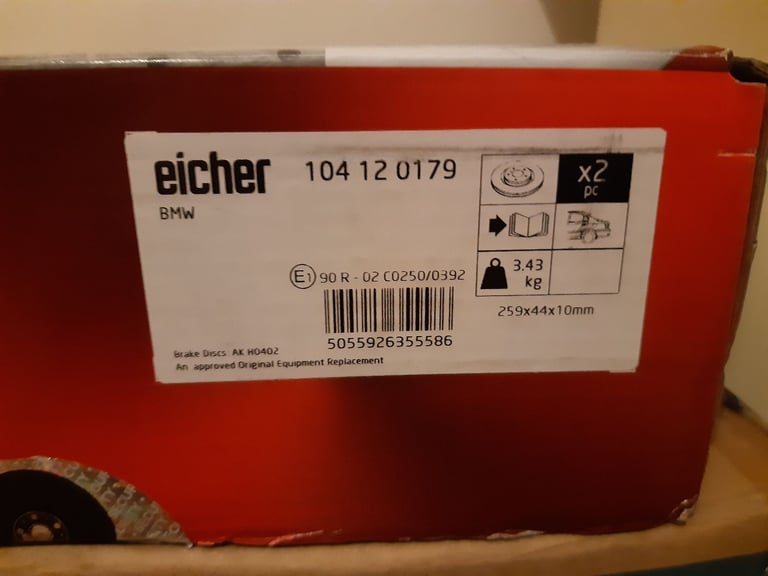 eicher 104 12 0179
x2
pc
BMW
3.43
kg
E1 90 R - 02 C0250/0392
259x44x10mm
5055926355586
Brake Discs AK H0402
An approved Original Equipment Replacement